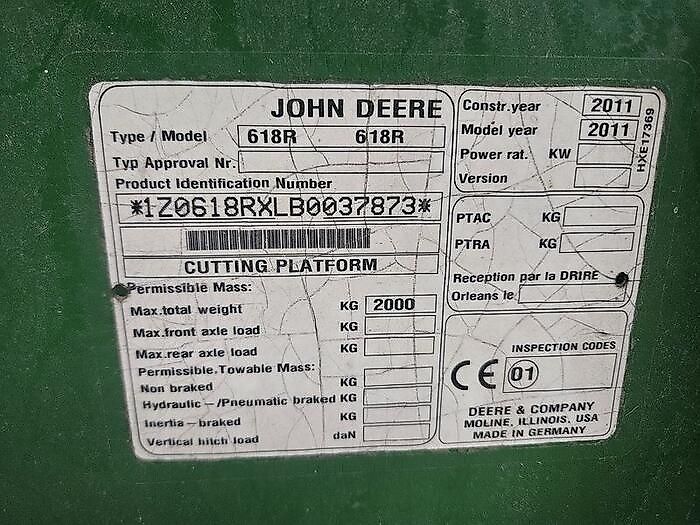 JOHN DEERE
Type / Model 618R 618R
Typ Approval Nr.
Product Identification Number
*1Z0618RXLB0037873*
CUTTING PLATFORM
Permissible Mass:
Max.total weight KG 2000
Max.front axle load KG
Max.rear axle load KG
Permissible.Towable Mass:
Non braked KG
Hydraulic -/Pneumatic braked KG
Inertia - braked KG
Vertical hitch load daN
Constr.year 2011
Model year 2011
Power rat. KW
Version
HXE17369
PTAC KG
PTRA KG
Reception par la DRIRE
Orleans le
INSPECTION CODES
CE 01
DEERE & COMPANY
MOLINE, ILLINOIS, USA
MADE IN GERMANY